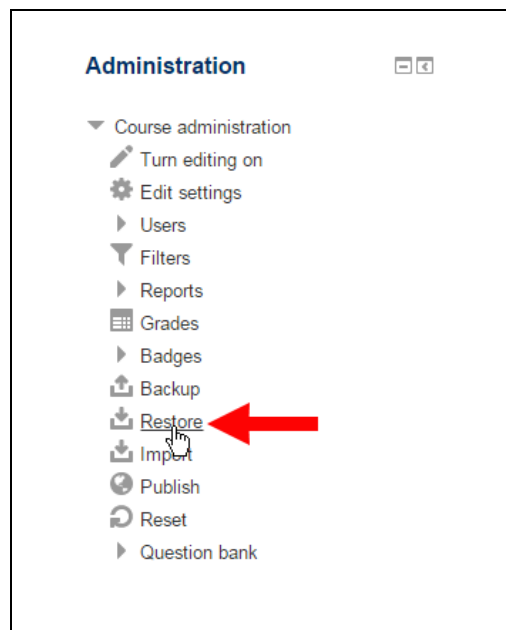 Administration
Course administration
Turn editing on
Edit settings
Users
Filters
Reports
Grades
Badges
Backup
Restore
Import
Publish
Reset
Question bank